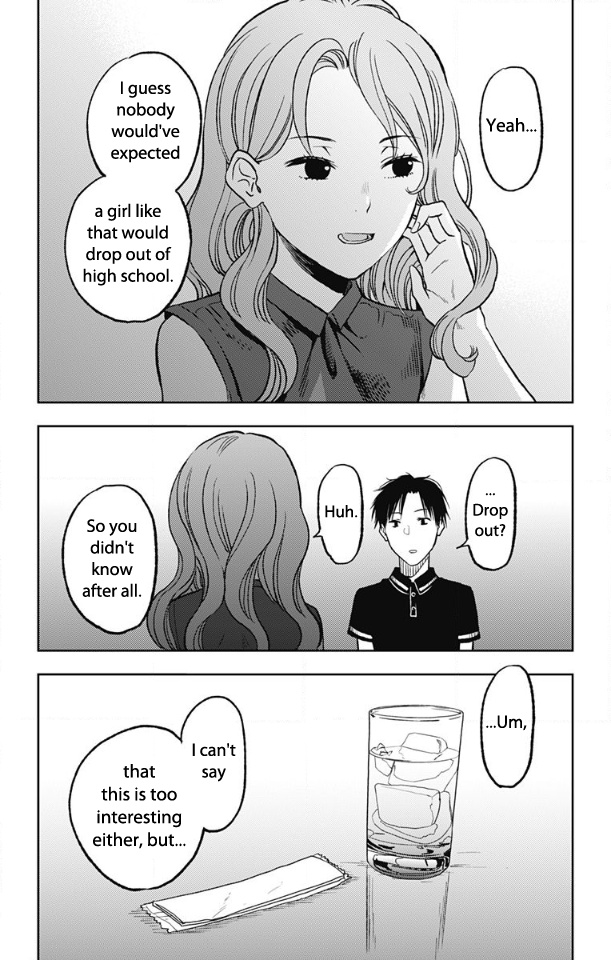 Yeah...
I guess
nobody
would've
expected
a girl like
that would
drop out of
high school.
...
Drop
out?
Huh.
So you
didn't
know
after all.
...Um,
I can't
say
that
this is too
interesting
either, but...